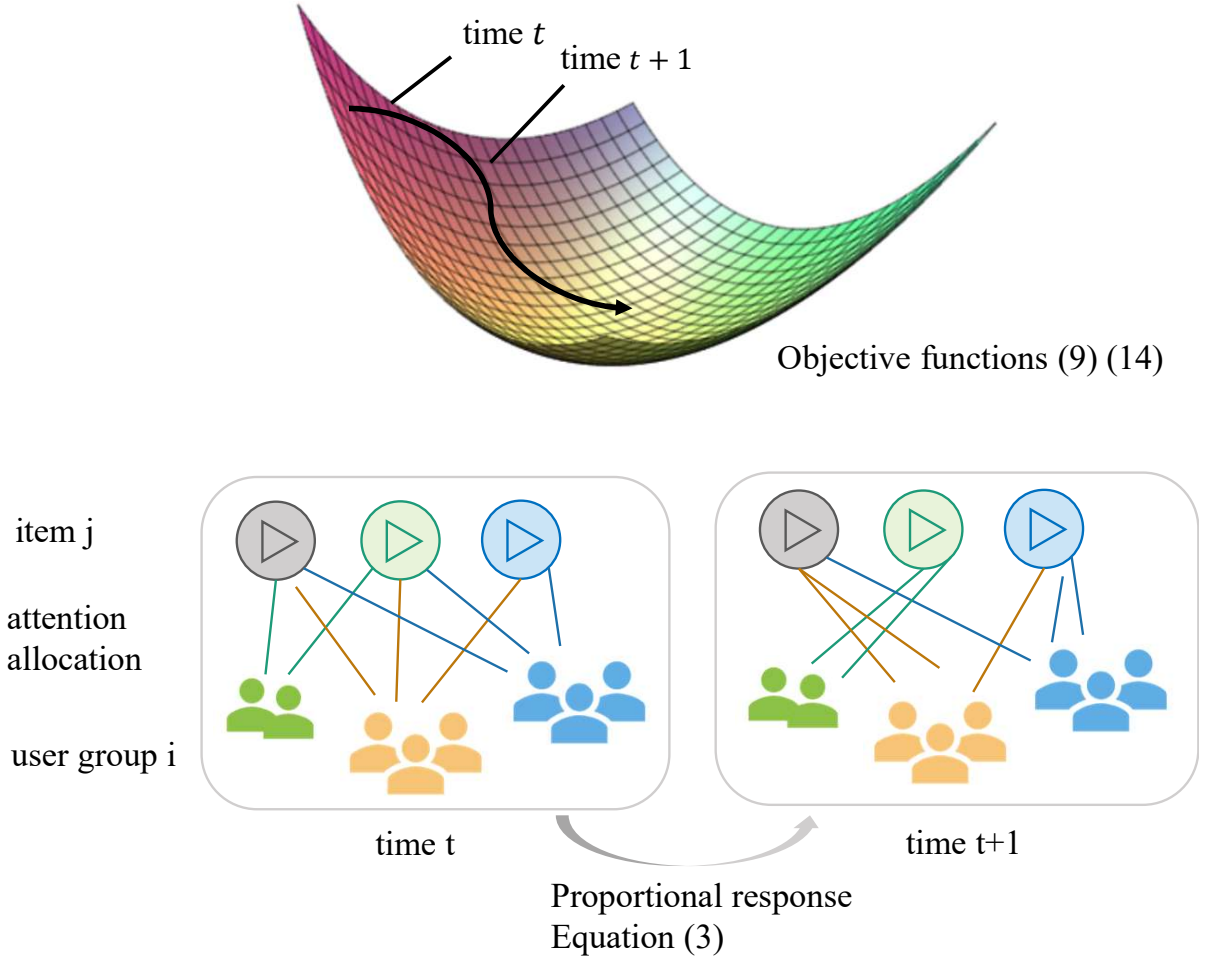 time t
time t + 1
Objective functions (9) (14)
item j
attention
allocation
user group i
time t
time t+1
Proportional response
Equation (3)